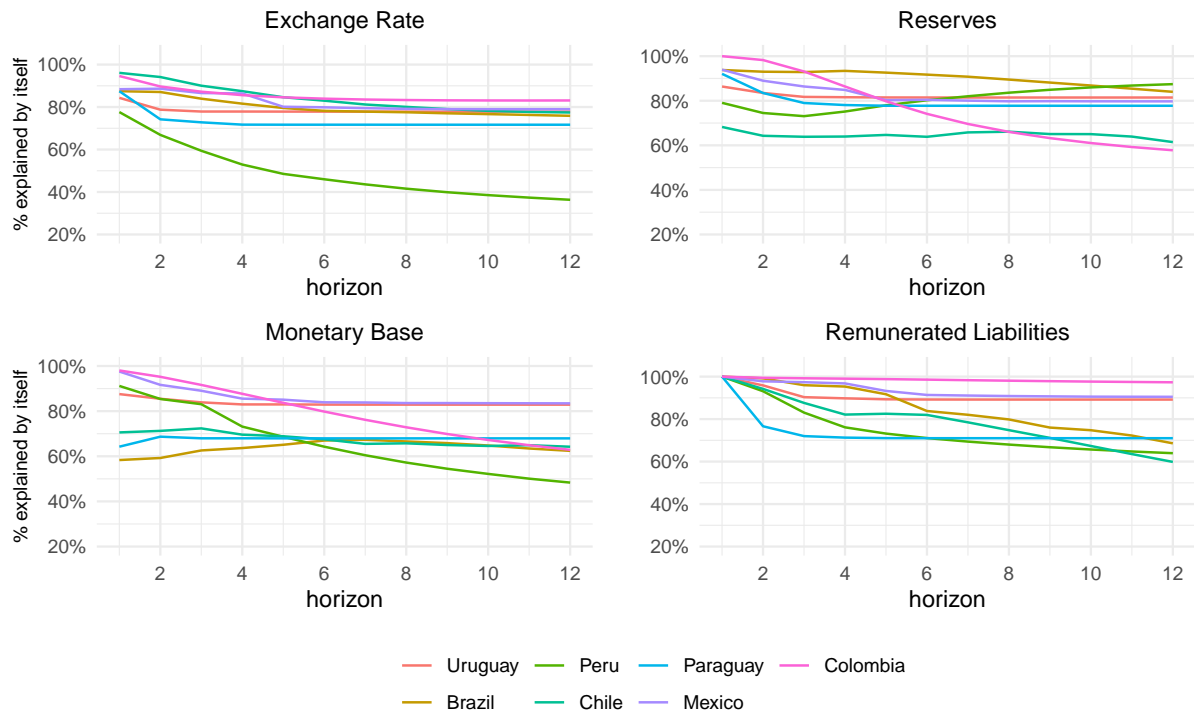 Exchange Rate
% explained by itself
100%
80%
60%
40%
20%
2 4 6 8 10 12
horizon
Reserves
100%
80%
60%
40%
20%
2 4 6 8 10 12
horizon
Monetary Base
% explained by itself
100%
80%
60%
40%
20%
2 4 6 8 10 12
horizon
Remunerated Liabilities
100%
80%
60%
40%
20%
2 4 6 8 10 12
horizon
Uruguay Peru Paraguay Colombia
Brazil Chile Mexico